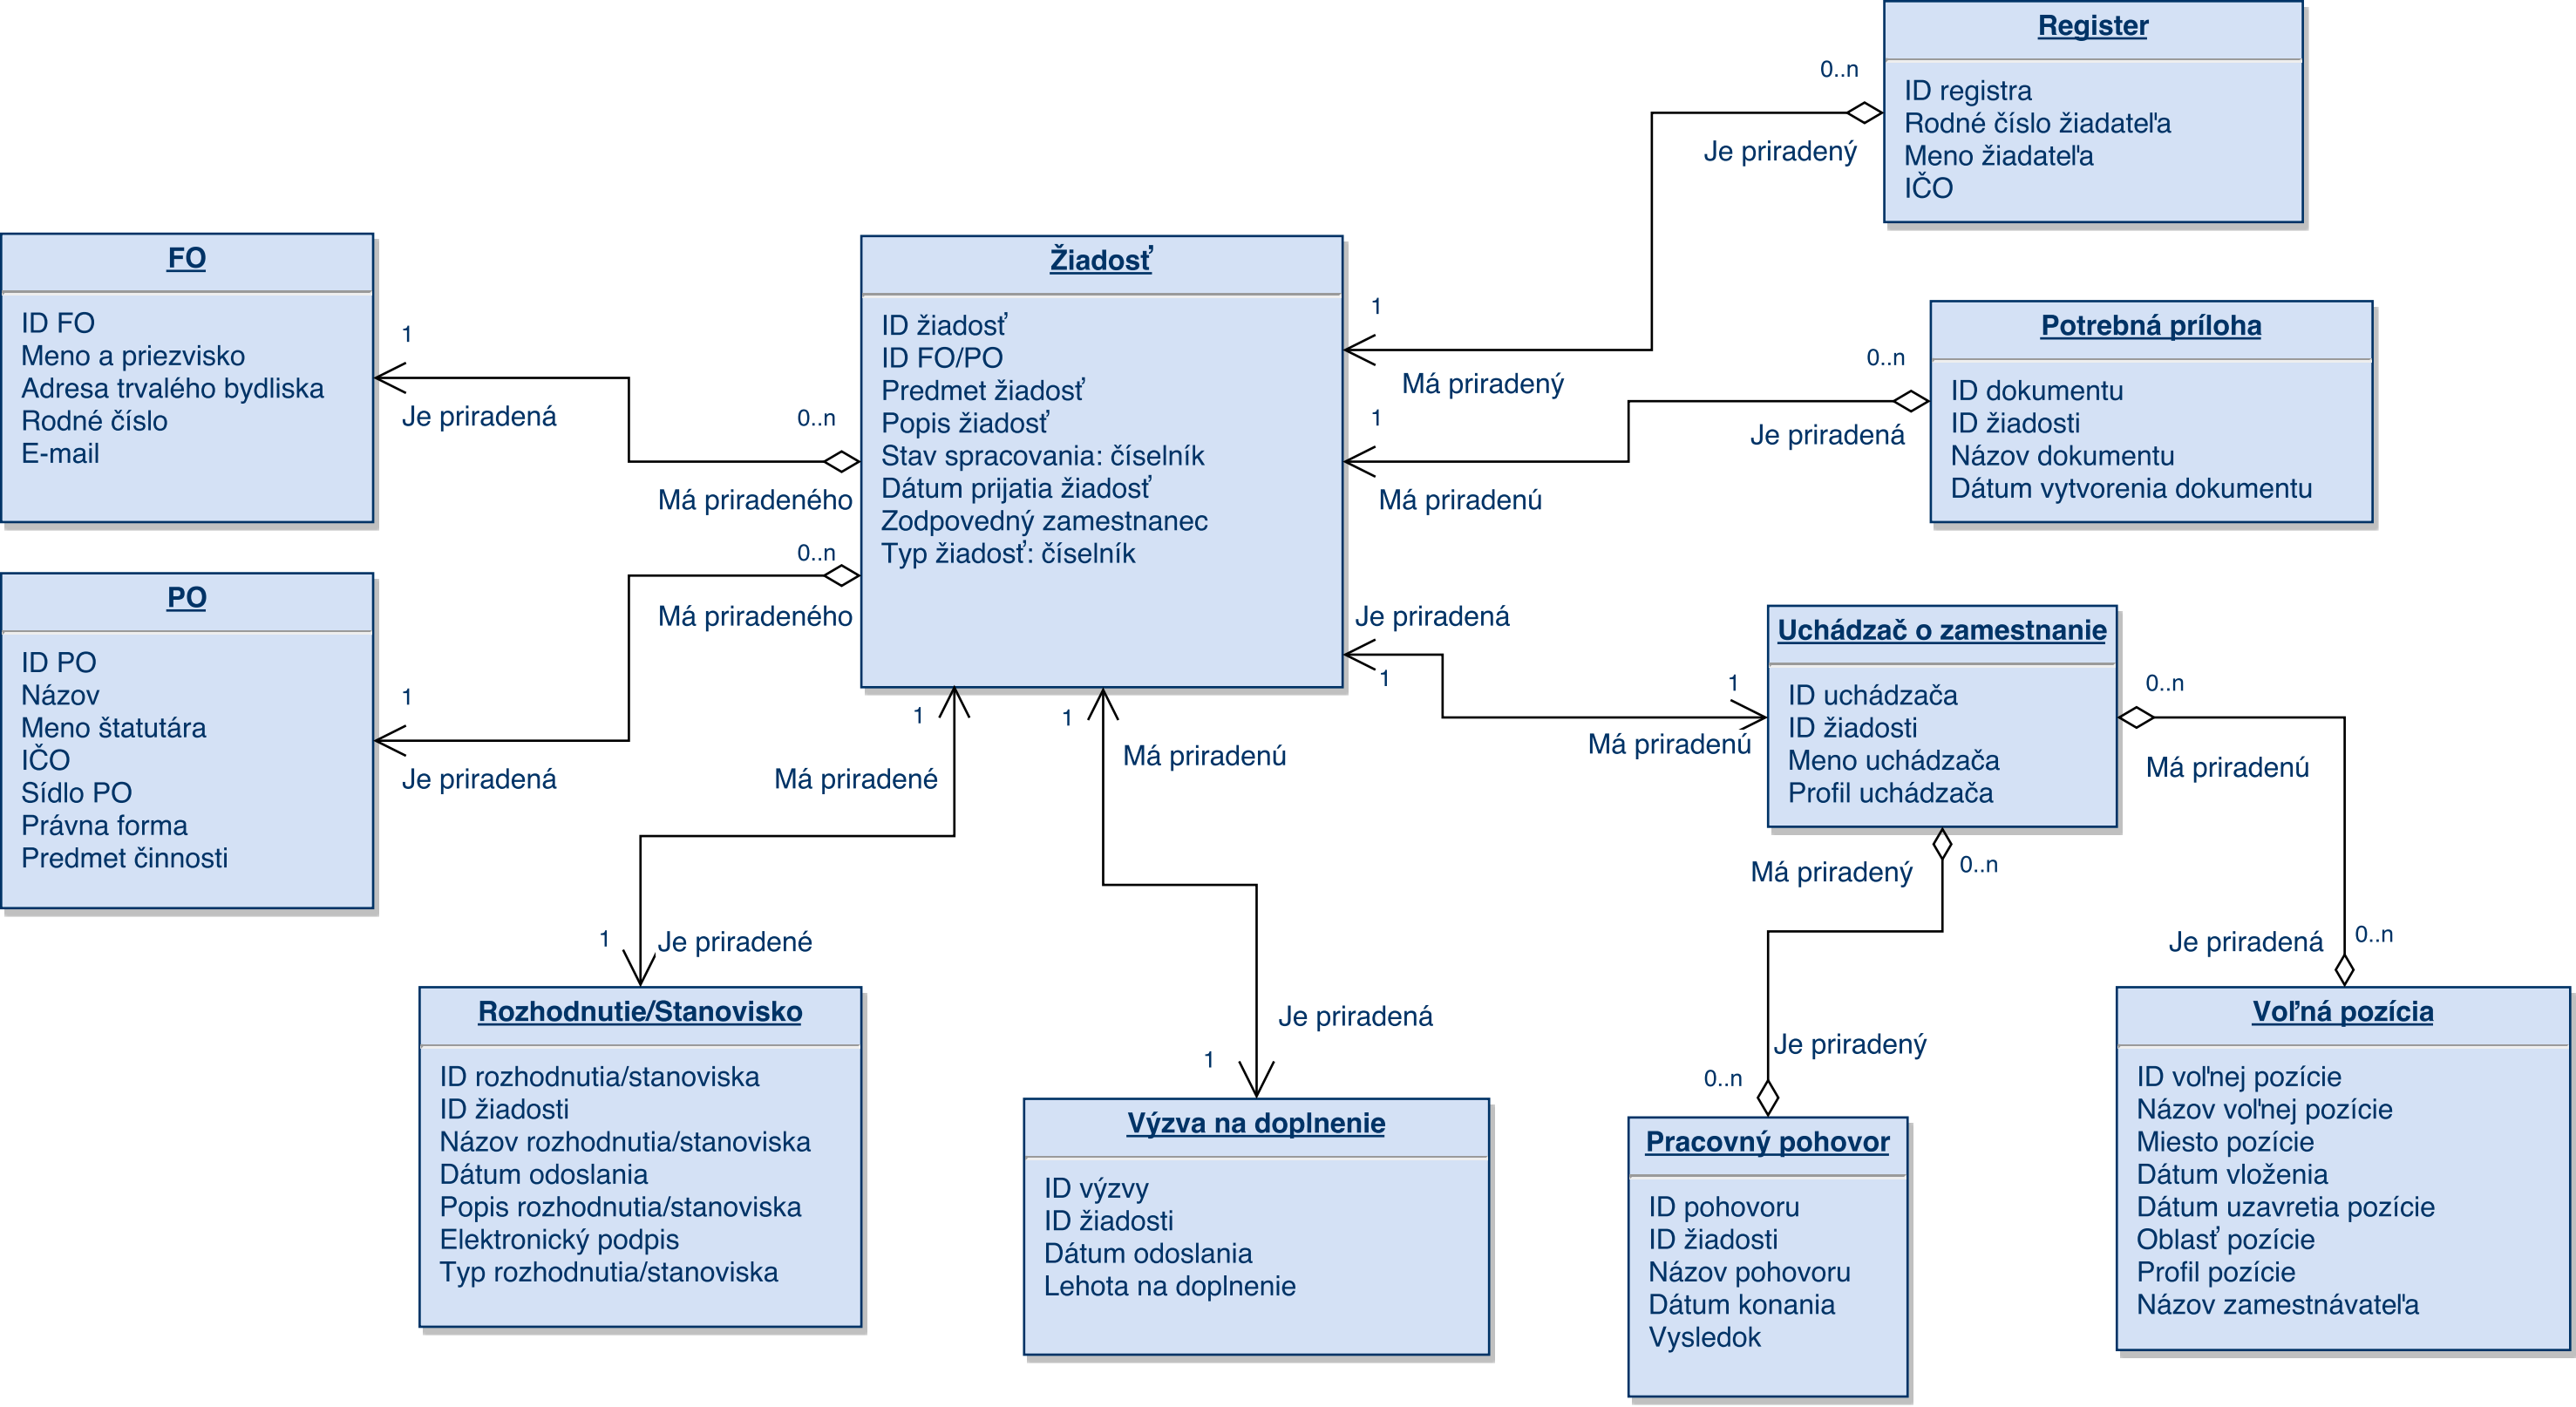 Register
ID registra
Rodné číslo žiadateľa
Meno žiadateľa
IČO
0..n
Je priradený
1
Má priradený
FO
ID FO
Meno a priezvisko
Adresa trvalého bydliska
Rodné číslo
E-mail
1
Je priradená
0..n
Má priradeného
Žiadosť
ID žiadosť
ID FO/PO
Predmet žiadosť
Popis žiadosť
Stav spracovania: číselník
Dátum prijatia žiadosť
Zodpovedný zamestnanec
Typ žiadosť: číselník
Potrebná príloha
ID dokumentu
ID žiadosti
Názov dokumentu
Dátum vytvorenia dokumentu
0..n
Je priradená
1
Má priradenú
PO
ID PO
Názov
Meno štatutára
IČO
Sídlo PO
Právna forma
Predmet činnosti
0..n
Má priradeného
1
Je priradená
Je priradená
1
1
Má priradenú
Uchádzač o zamestnanie
ID uchádzača
ID žiadosti
Meno uchádzača
Profil uchádzača
0..n
Má priradenú
Má priradený
0..n
1
Má priradené
1
Má priradenú
1
Je priradené
Rozhodnutie/Stanovisko
ID rozhodnutia/stanoviska
ID žiadosti
Názov rozhodnutia/stanoviska
Dátum odoslania
Popis rozhodnutia/stanoviska
Elektronický podpis
Typ rozhodnutia/stanoviska
Je priradená
1
Výzva na doplnenie
ID výzvy
ID žiadosti
Dátum odoslania
Lehota na doplnenie
Je priradený
0..n
Pracovný pohovor
ID pohovoru
ID žiadosti
Názov pohovoru
Dátum konania
Vysledok
Je priradená
0..n
Voľná pozícia
ID voľnej pozície
Názov voľnej pozície
Miesto pozície
Dátum vloženia
Dátum uzavretia pozície
Oblasť pozície
Profil pozície
Názov zamestnávateľa